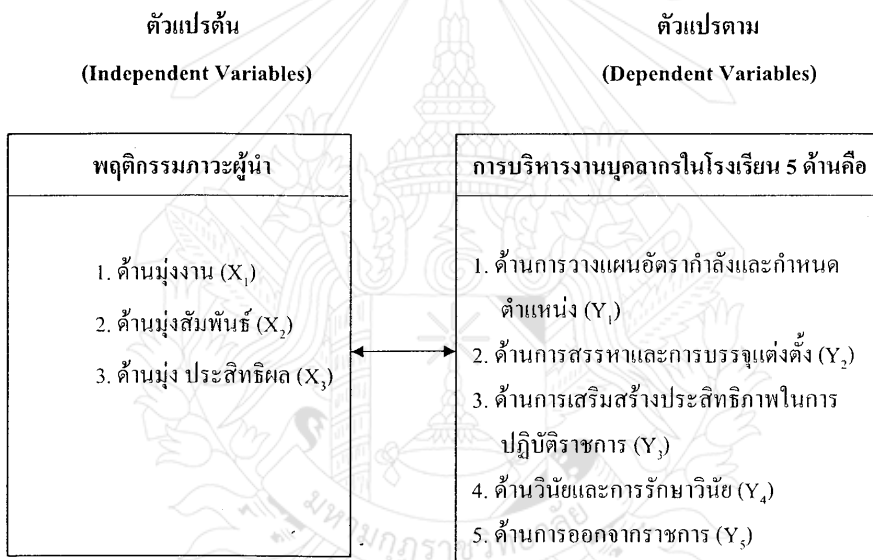 ตัวแปรต้น
(Independent Variables)
พฤติกรรมภาวะผู้นำ
1. ด้านมุ่งงาน (X₁)
2. ด้านมุ่งสัมพันธ์ (X₂)
3. ด้านมุ่ง ประสิทธิผล (X₃)
ตัวแปรตาม
(Dependent Variables)
การบริหารงานบุคลากรในโรงเรียน 5 ด้านคือ
1. ด้านการวางแผนอัตรากำลังและกำหนด
ตำแหน่ง (Y₁)
2. ด้านการสรรหาและการบรรจุแต่งตั้ง (Y₂)
3. ด้านการเสริมสร้างประสิทธิภาพในการ
ปฏิบัติราชการ (Y₃)
4. ด้านวินัยและการรักษาวินัย (Y₄)
5. ด้านการออกจากราชการ (Y₅)